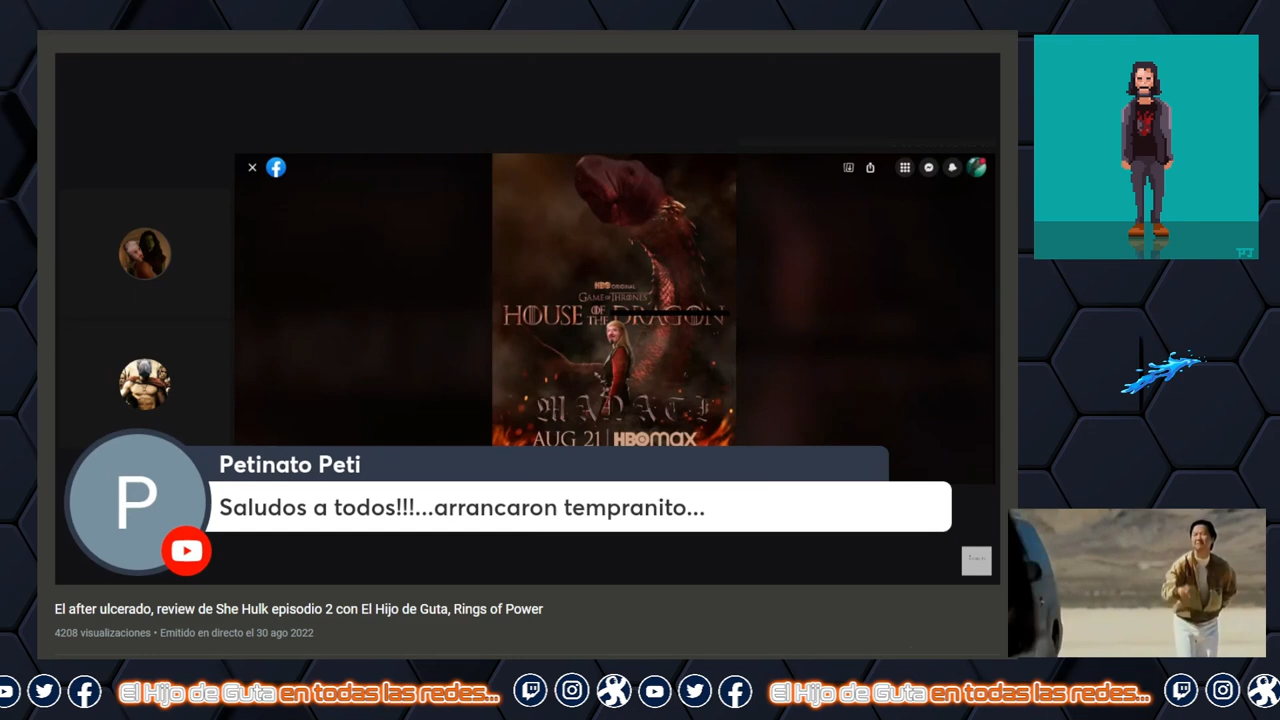 HBO ORIGINAL
GAME OF THRONES
HOUSE OF THE DRAGON
MANATI
AUG 21 | HBOMAX
Petinato Peti
P
Saludos a todos!!!...arrancaron tempranito...
El after ulcerado, review de She Hulk episodio 2 con El Hijo de Guta, Rings of Power
4208 visualizaciones • Emitido en directo el 30 ago 2022
El Hijo de Guta en todas las redes...
El Hijo de Guta en todas las redes...